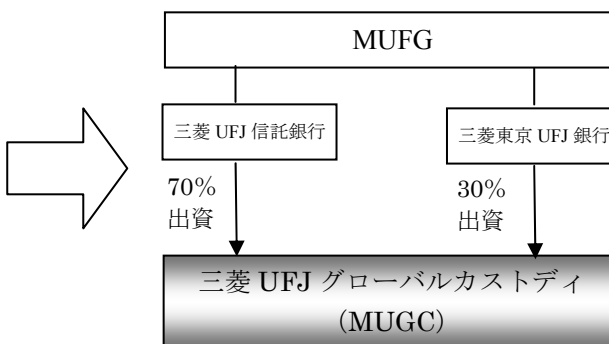 MUFG
三菱 UFJ 信託銀行
三菱東京 UFJ 銀行
70%
出資
30%
出資
三菱 UFJ グローバルカストディ
(MUGC)